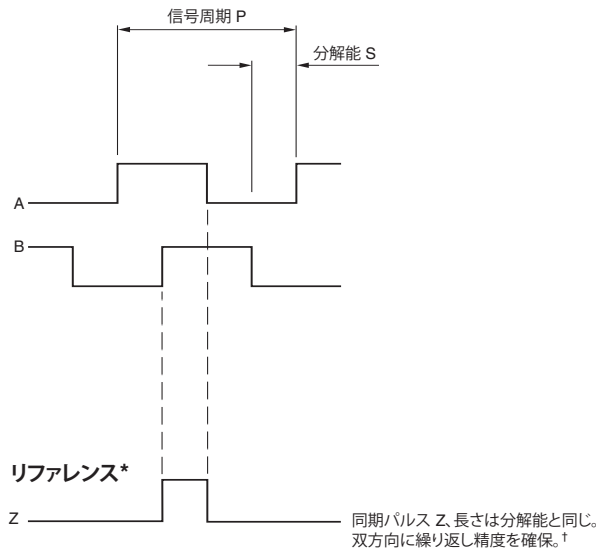 信号周期 P
分解能 S
A
B
リファレンス*
Z
同期パルス Z、長さは分解能と同じ。
双方向に繰り返し精度を確保。†